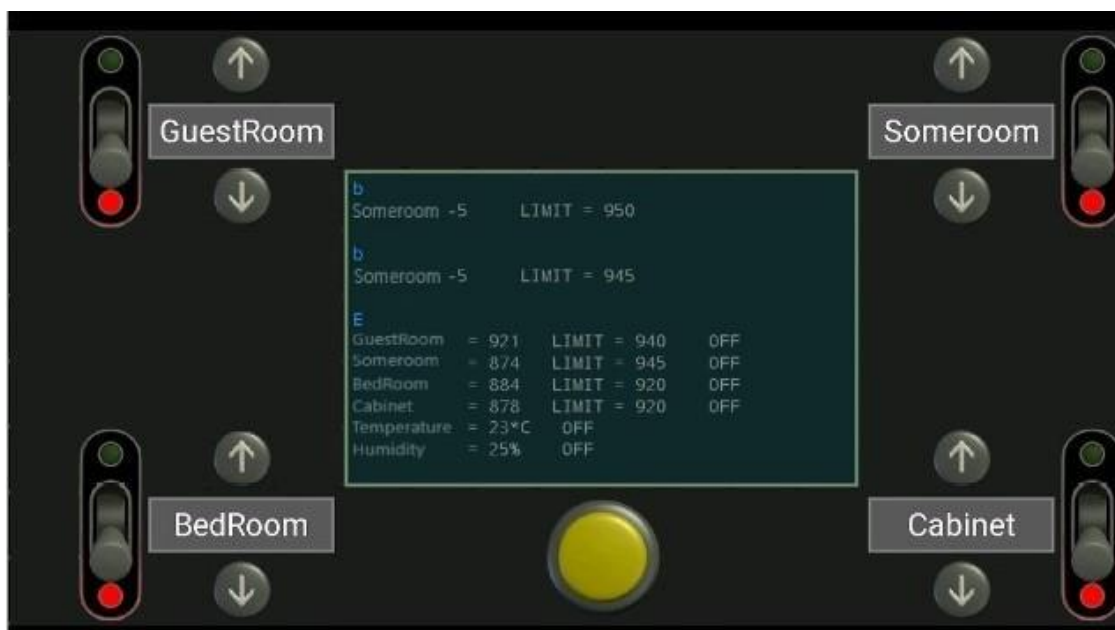 GuestRoom
Someroom
b
Someroom -5 LIMIT = 950
b
Someroom -5 LIMIT = 945
E
GuestRoom = 921 LIMIT = 940 OFF
Someroom = 874 LIMIT = 945 OFF
BedRoom = 884 LIMIT = 920 OFF
Cabinet = 878 LIMIT = 920 OFF
Temperature = 23*C OFF
Humidity = 25% OFF
BedRoom
Cabinet